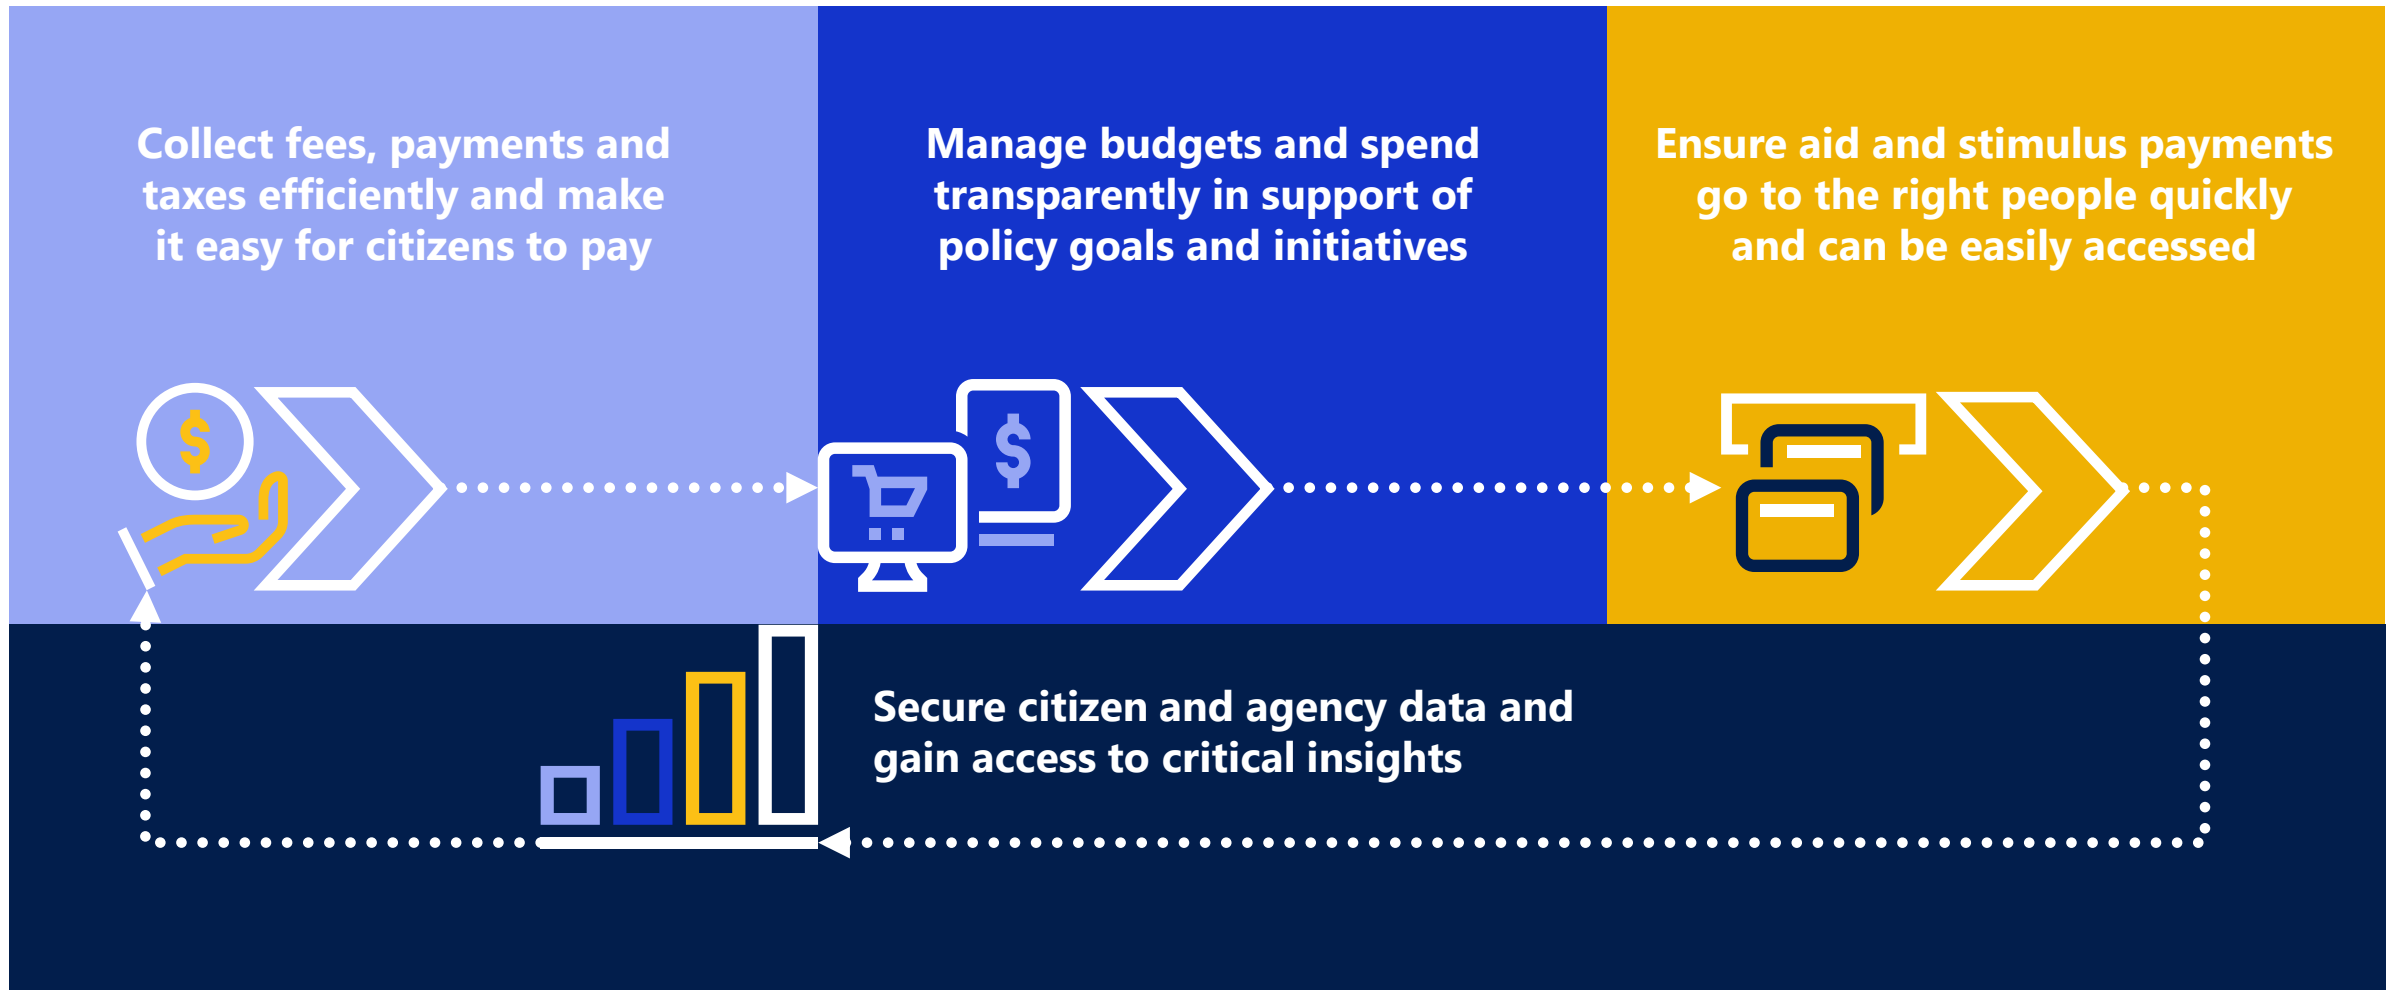 Collect fees, payments and
taxes efficiently and make
it easy for citizens to pay
Manage budgets and spend
transparently in support of
policy goals and initiatives
Ensure aid and stimulus payments
go to the right people quickly
and can be easily accessed
$
$
Secure citizen and agency data and
gain access to critical insights